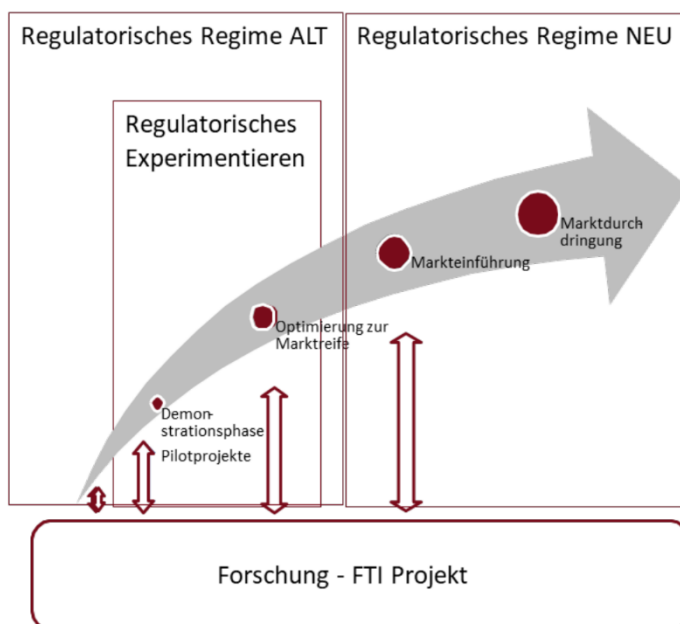 Regulatorisches Regime ALT
Regulatorisches Regime NEU
Regulatorisches
Experimentieren
Marktdurch-
dringung
Markteinführung
Optimierung zur
Marktreife
Demon-
strationsphase
Pilotprojekte
Forschung - FTI Projekt